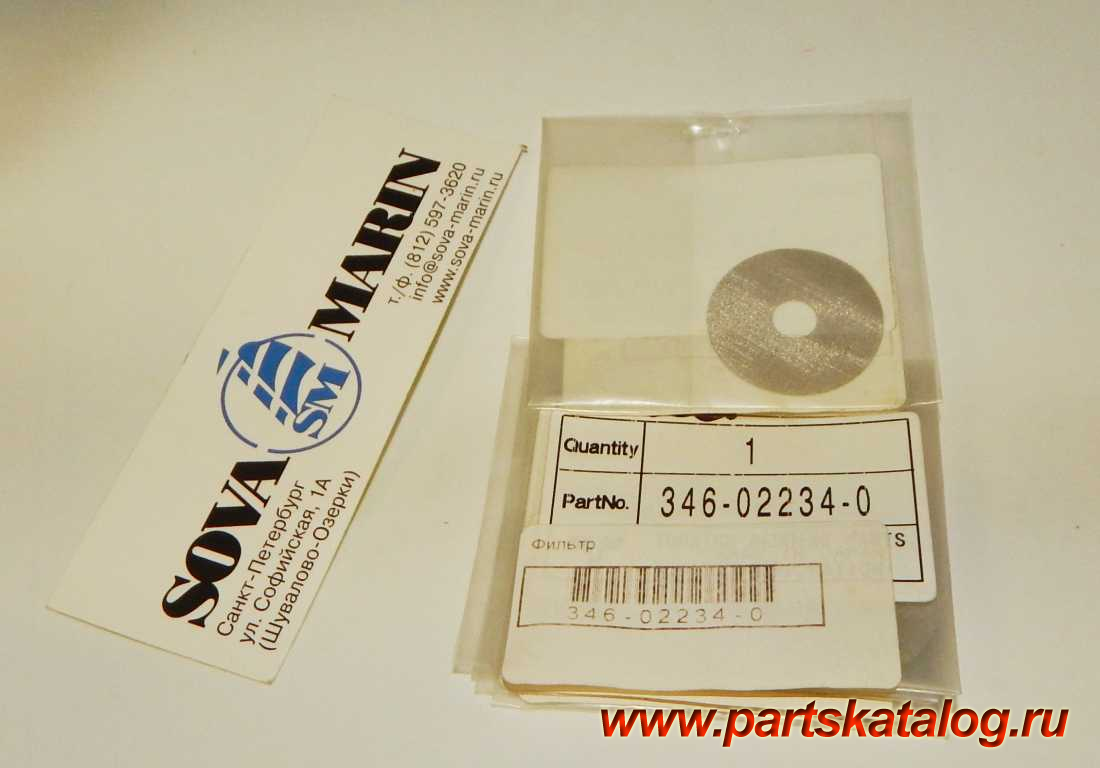 SOVA MARIN
SM
т./ф. (812) 597-3620
info@sova-marin.ru
www.sova-marin.ru
Санкт-Петербург
ул. Софийская, 1А
(Шувалово-Озерки)
Quantity 1
PartNo. 346-02234-0
TS
Фильтр
346-02234-0
www.partskatalog.ru